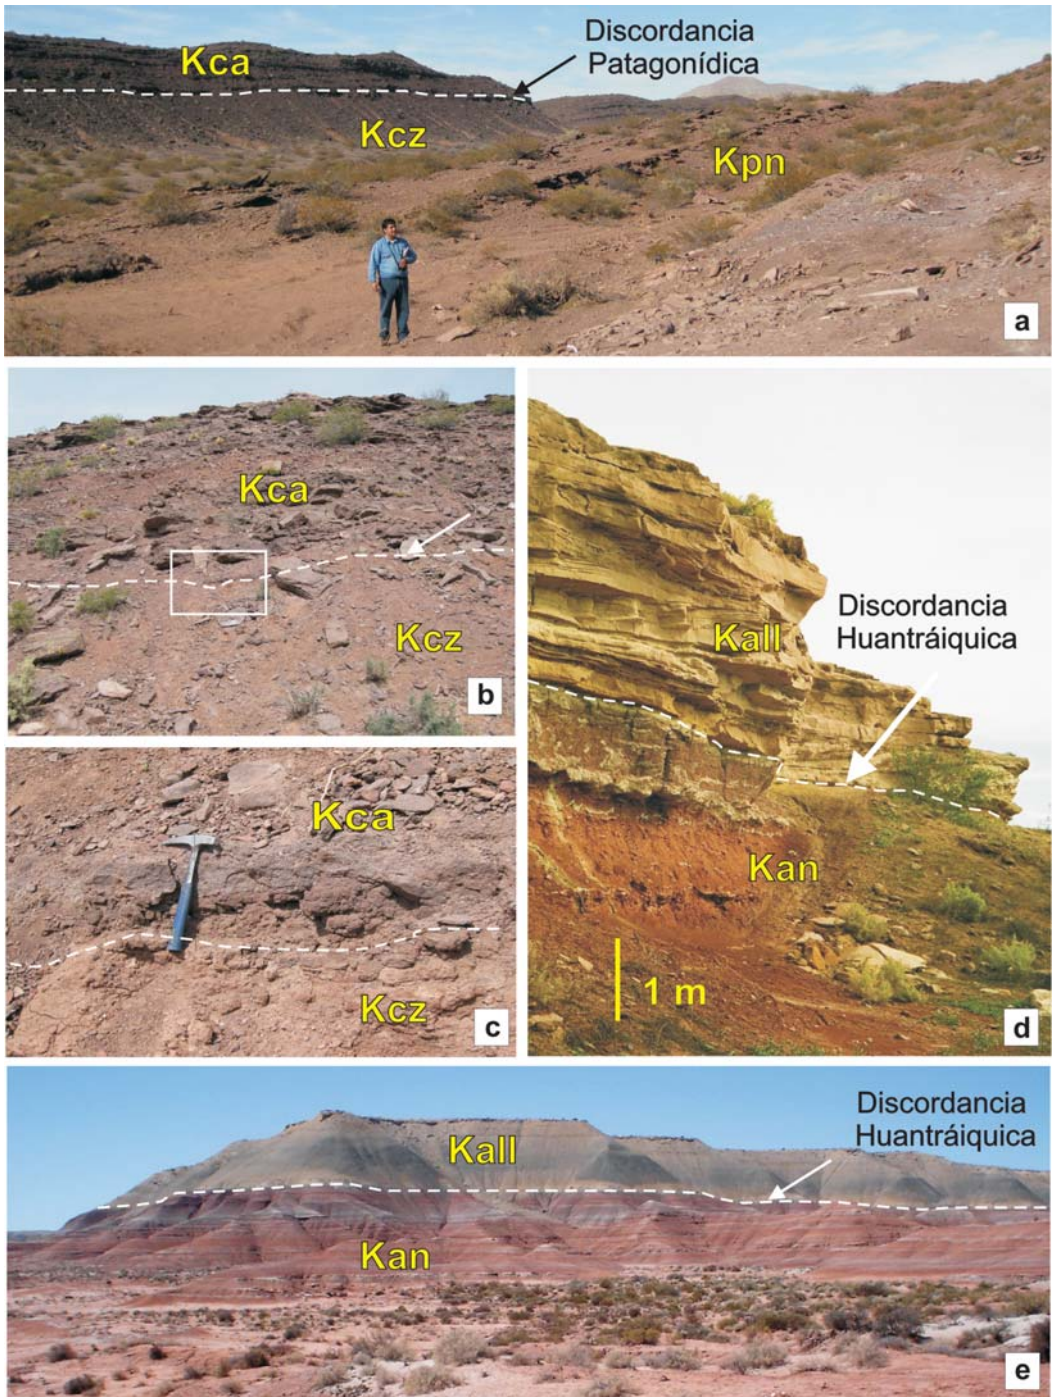 Kca
Discordancia
Patagonídica
Kcz
Kpn
a
Kca
Kcz
b
Kca
Kcz
c
Kall
Discordancia
Huantráiquica
Kan
1 m
d
Kall
Discordancia
Huantráiquica
Kan
e